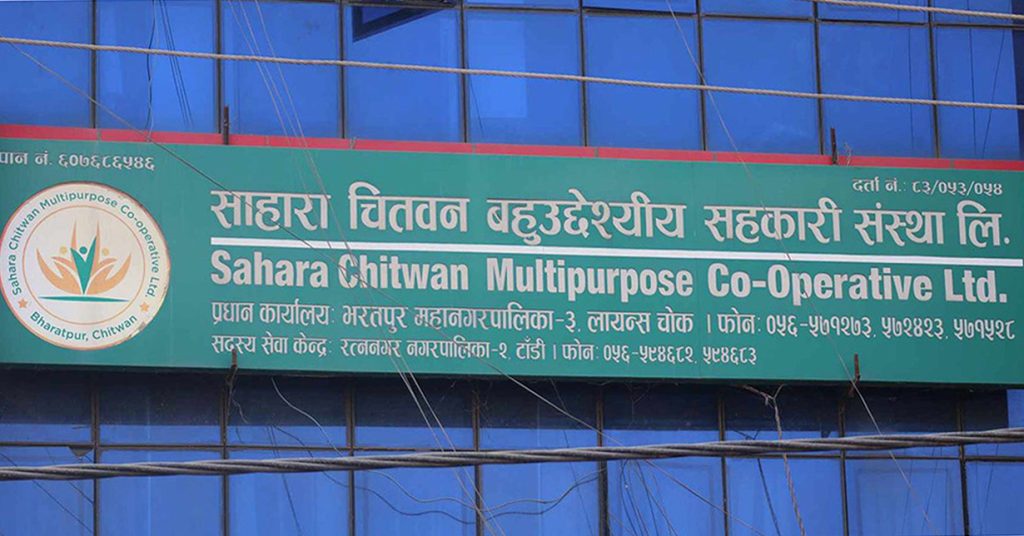 पान नं. ६०७६८६५४६
दर्ता नं.: ८३/०५३/०५४
साहारा चितवन बहुउद्देश्यीय सहकारी संस्था लि.
Sahara Chitwan Multipurpose Co-Operative Ltd.
प्रधान कार्यालय: भरतपुर महानगरपालिका-३, लायन्स चोक । फोन: ०५६-५७१२७३, ५७२४२३, ५७१५२८
सदस्य सेवा केन्द्र: रत्ननगर नगरपालिका-२, टाँडी । फोन: ०५६-५९४६८२, ५९४६८३
Sahara Chitwan Multipurpose Co-operative Ltd.
Bharatpur, Chitwan